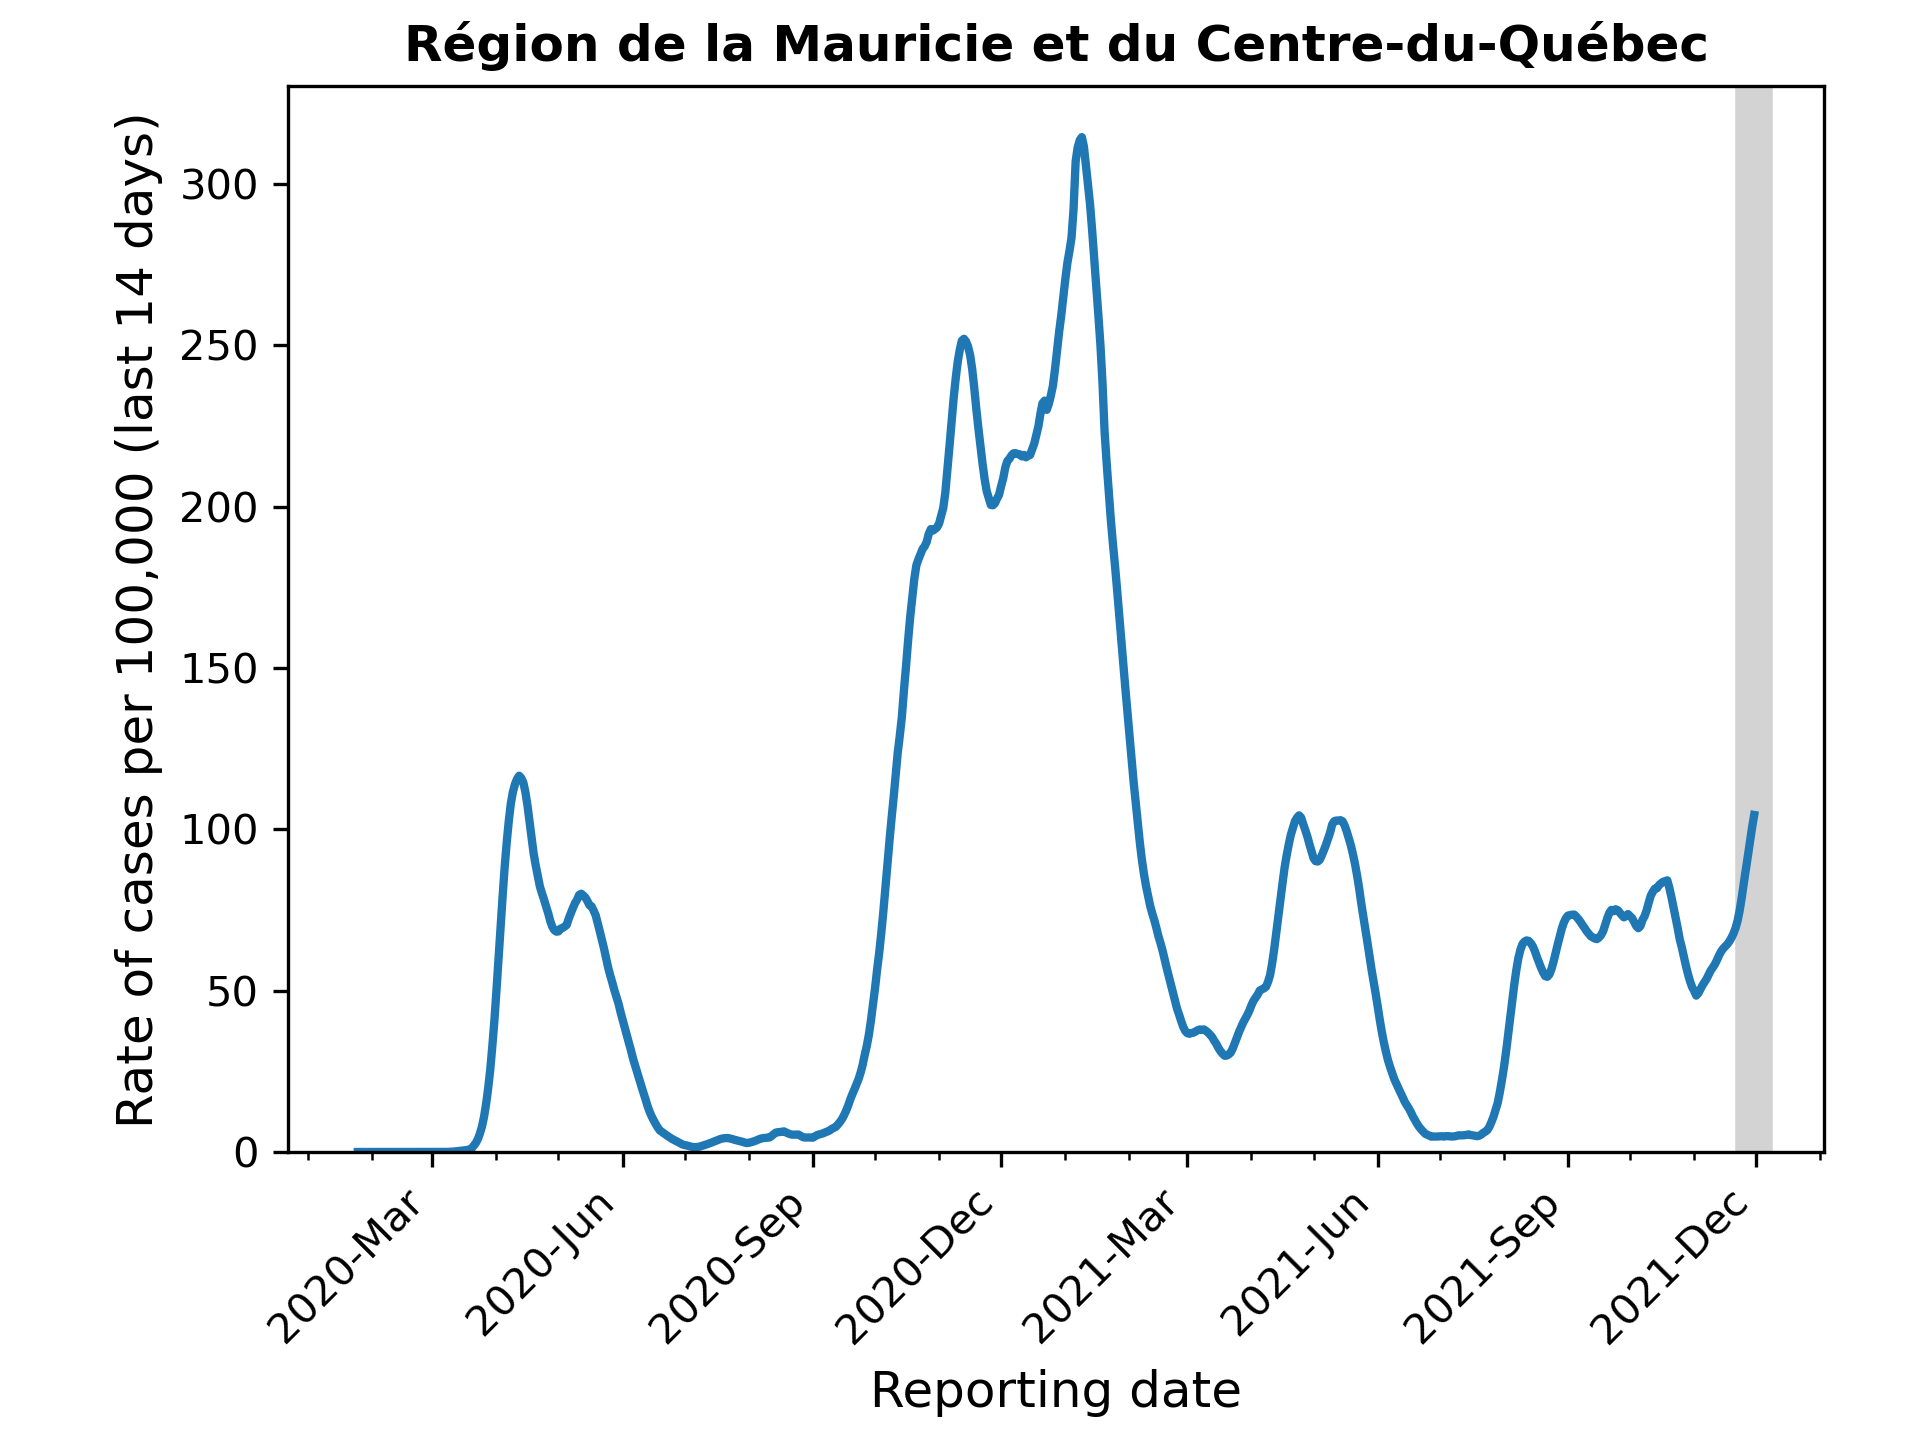 Région de la Mauricie et du Centre-du-Québec
Rate of cases per 100,000 (last 14 days)
300
250
200
150
100
50
0
2020-Mar
2020-Jun
2020-Sep
2020-Dec
2021-Mar
2021-Jun
2021-Sep
2021-Dec
Reporting date